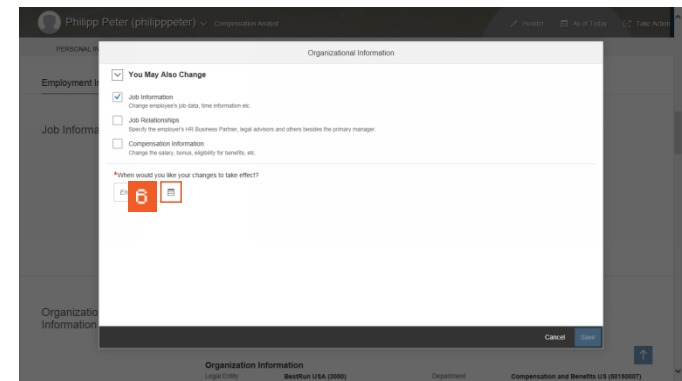 Philipp Peter (philipppeter) Compensation Analyst
Header As of Today Take Action
PERSONAL IN
Organizational Information
You May Also Change
Employment I
Job Information
Change employee's job data, time information etc.
Job Relationships
Specify the employer's HR Business Partner, legal advisors and others besides the primary manager.
Job Informa
Compensation Information
Change the salary, bonus, eligibility for benefits, etc.
*When would you like your changes to take effect?
6
Organizatio
Information
Cancel Save
Organization Information
Legal Entity BestRun USA (3000) Department Compensation and Benefits US (50150007)